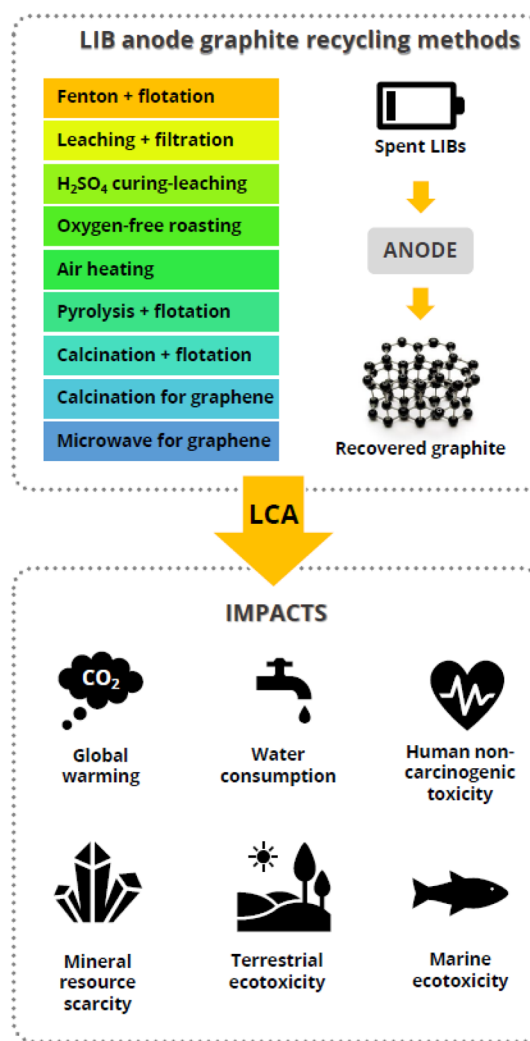 LIB anode graphite recycling methods
Fenton + flotation
Leaching + filtration
H₂SO₄ curing-leaching
Oxygen-free roasting
Air heating
Pyrolysis + flotation
Calcination + flotation
Calcination for graphene
Microwave for graphene
Spent LIBs
ANODE
Recovered graphite
LCA
IMPACTS
CO₂
Global
warming
Water
consumption
Human non-
carcinogenic
toxicity
Mineral
resource
scarcity
Terrestrial
ecotoxicity
Marine
ecotoxicity